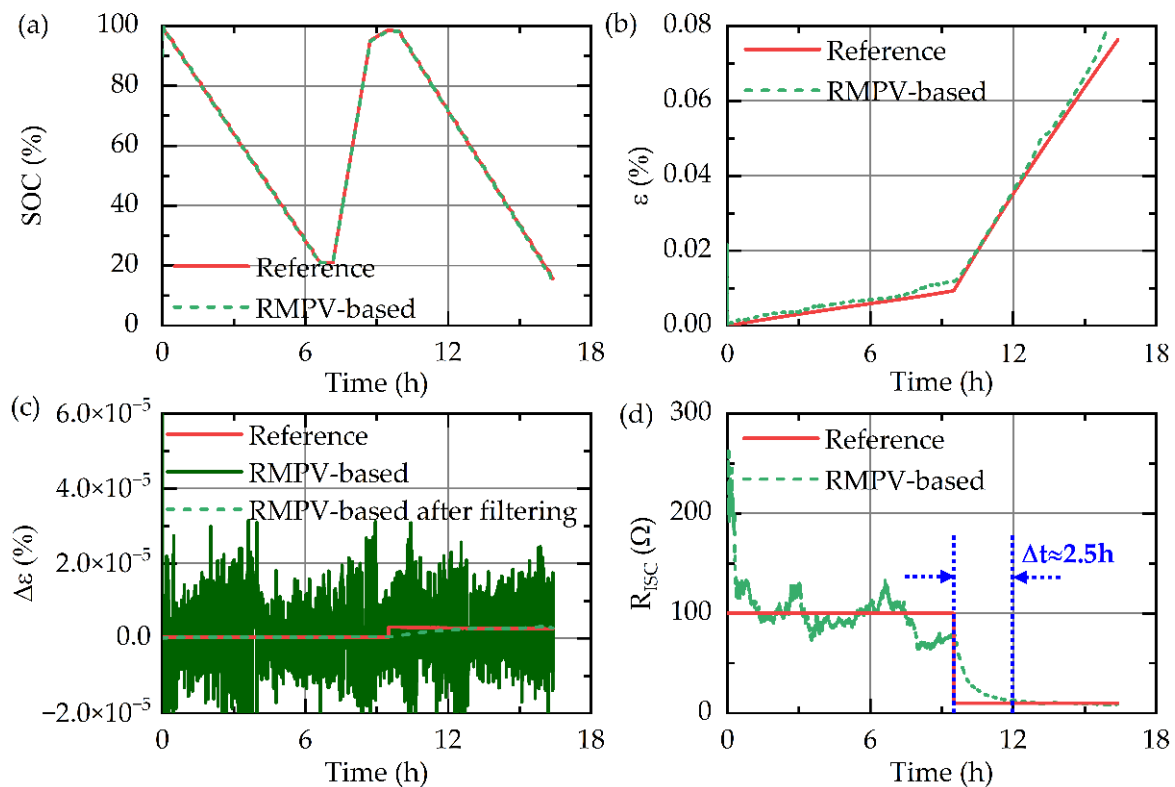 (a)
100
80
60
40
20
0
SOC (%)
Reference
RMPV-based
0
6
12
18
Time (h)
(b)
0.08
0.06
0.04
0.02
0.00
ε (%)
Reference
RMPV-based
0
6
12
18
Time (h)
(c)
6.0×10⁻⁵
4.0×10⁻⁵
2.0×10⁻⁵
0.0
−2.0×10⁻⁵
Δε (%)
Reference
RMPV-based
RMPV-based after filtering
0
6
12
18
Time (h)
(d)
300
200
100
0
R_ISC (Ω)
Reference
RMPV-based
Δt≈2.5h
0
6
12
18
Time (h)